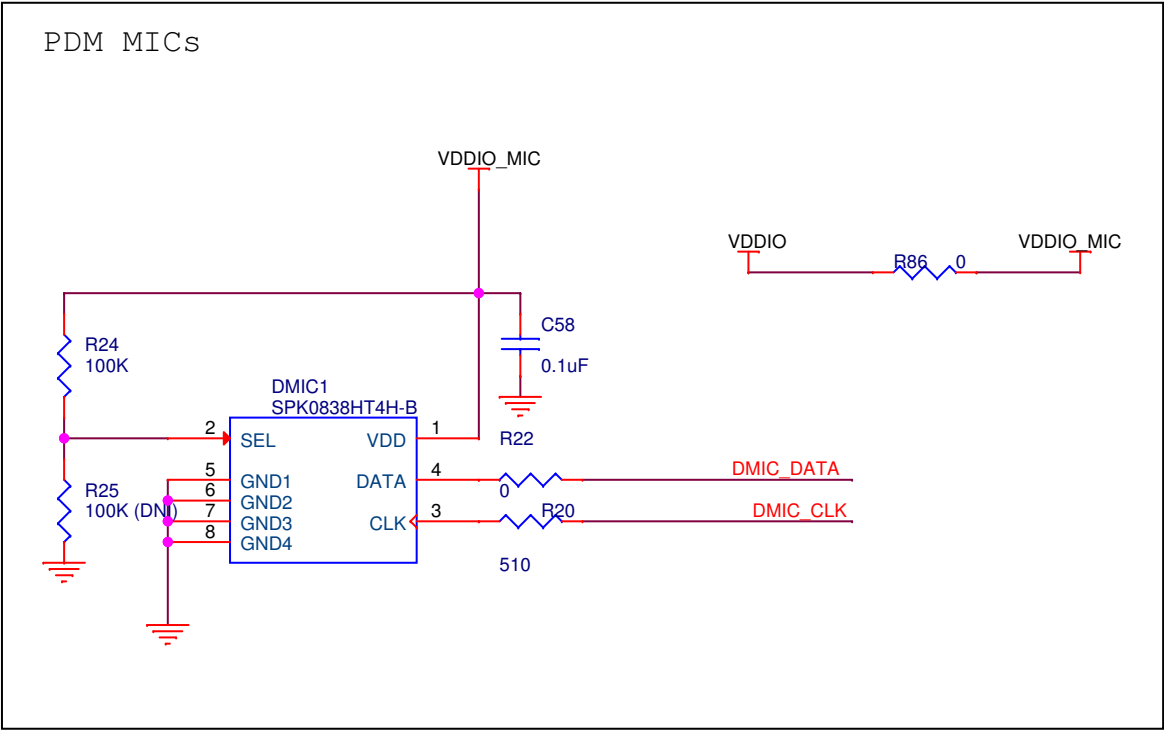 PDM MICs
VDDIO_MIC
VDDIO
VDDIO_MIC
R86 0
C58
0.1uF
R24
100K
DMIC1
SPK0838HT4H-B
2
SEL
VDD
1
R22
5
GND1
DATA
4
0
DMIC_DATA
R25
100K (DNI)
6
GND2
7
GND3
CLK
3
R20
DMIC_CLK
8
GND4
510